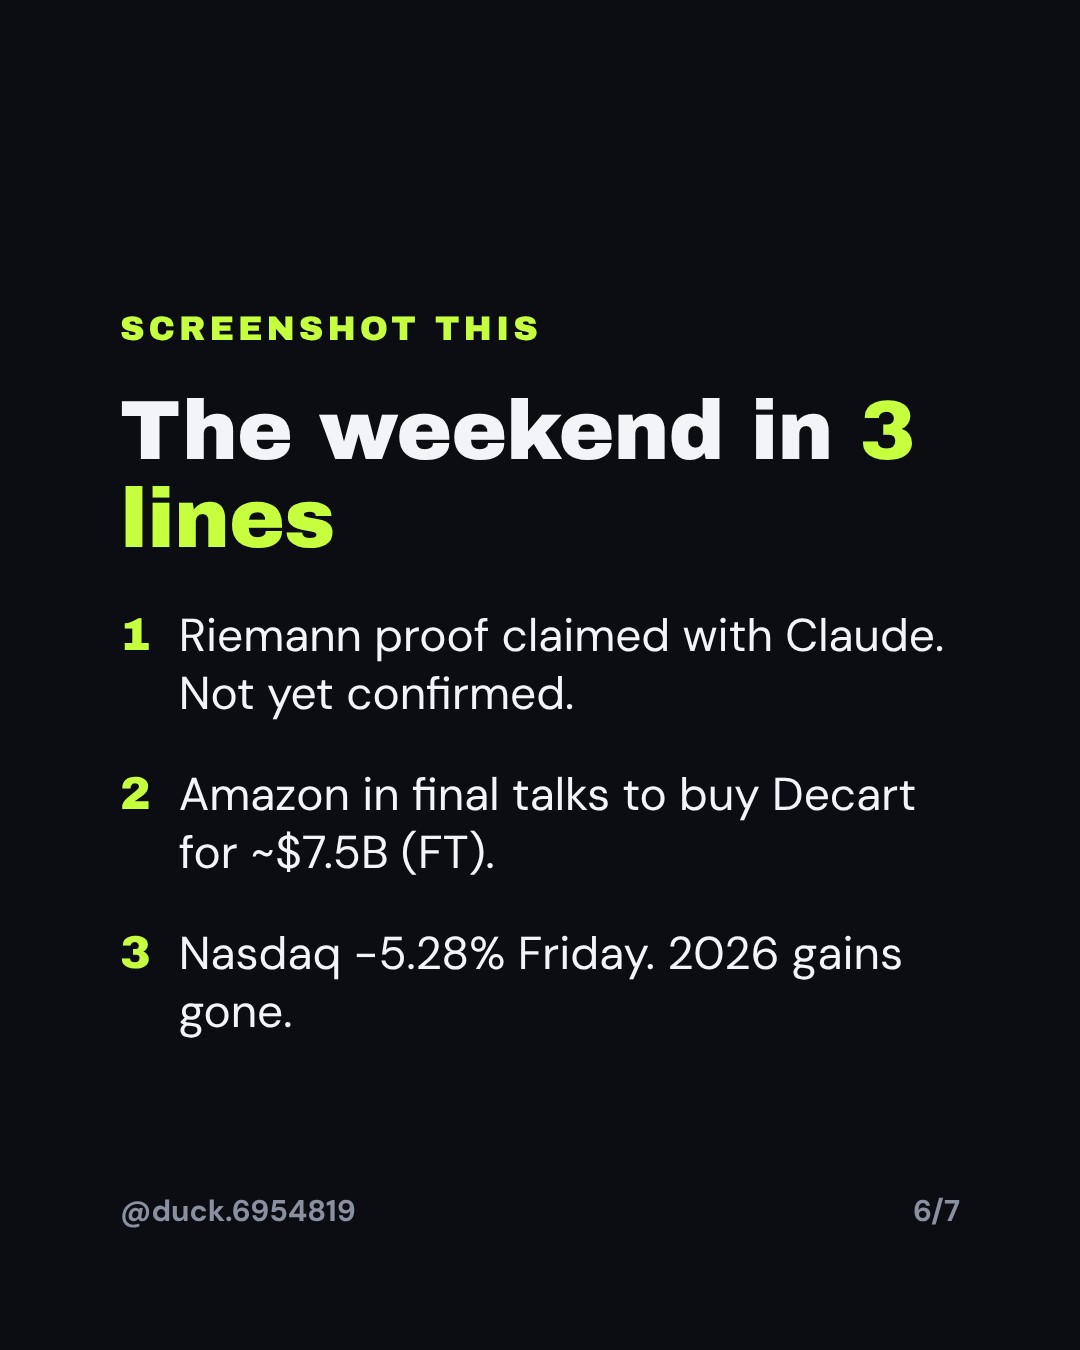 SCREENSHOT THIS
The weekend in 3
lines
1 Riemann proof claimed with Claude.
Not yet confirmed.
2 Amazon in final talks to buy Decart
for ~$7.5B (FT).
3 Nasdaq −5.28% Friday. 2026 gains
gone.
@duck.6954819 6/7